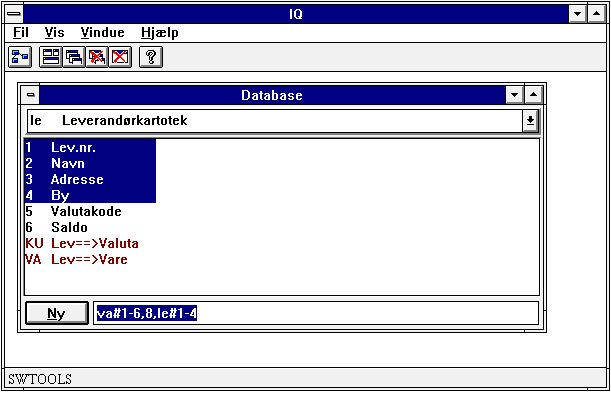 IQ
Fil Vis Vindue Hjælp
?
Database
le Leverandørkartotek
1 Lev.nr.
2 Navn
3 Adresse
4 By
5 Valutakode
6 Saldo
KU Lev==>Valuta
VA Lev==>Vare
Ny va#1-6,8,le#1-4
SWTOOLS